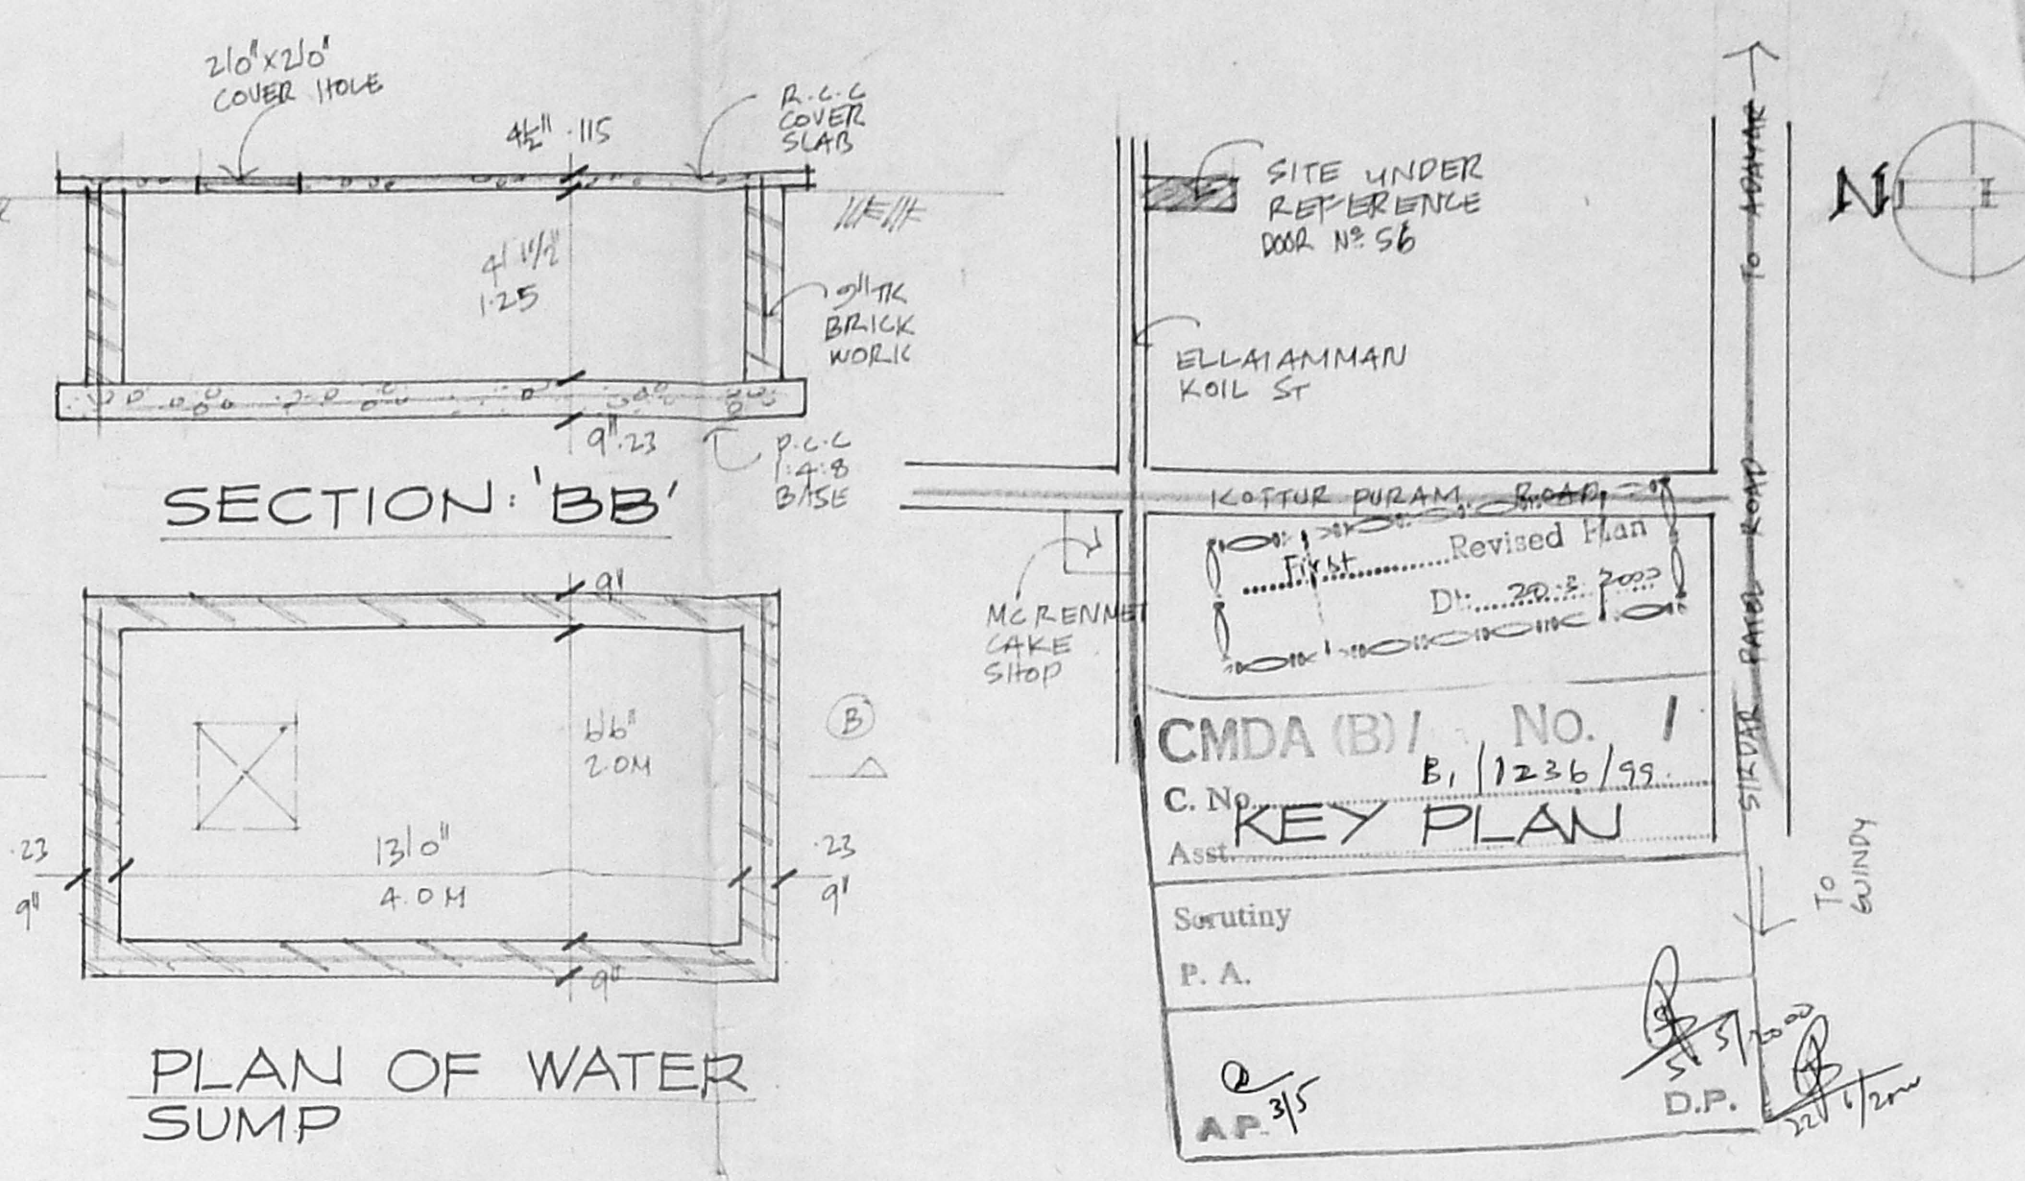 2'0"x2'0"
COVER HOLE
4½" .115
R.C.C
COVER
SLAB
4' 1½"
1.25
9" TK
BRICK
WORK
9" .23
P.C.C
1:4:8
BASE
SECTION: 'BB'
9"
6'6"
2.0M
B
13'0"
4.0M
.23
9"
.23
9"
9"
PLAN OF WATER
SUMP
SITE UNDER
REFERENCE
DOOR Nº 56
N
ELLAIAMMAN
KOIL ST
KOTTUR PURAM ROAD
MC RENNET
CAKE
SHOP
TO ADAYAR
SIRDAR PATEL ROAD
TO
GUINDY
First Revised Plan
Dt: 20.3.2000
CMDA (B) / No. 1
C. No. B1/1236/99
KEY PLAN
Asst.
Scrutiny
P. A.
A.P. 3/5
5/5/2000
D.P.